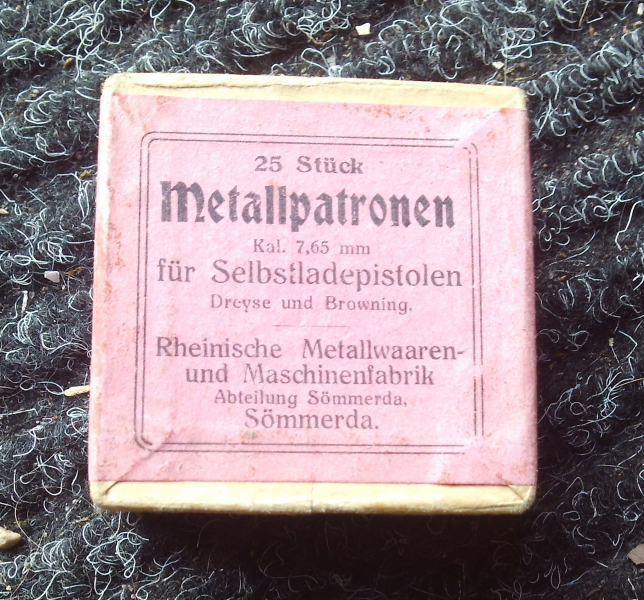 25 Stück
Metallpatronen
Kal. 7,65 mm
für Selbstladepistolen
Dreyse und Browning.
Rheinische Metallwaaren-
und Maschinenfabrik
Abteilung Sömmerda,
Sömmerda.